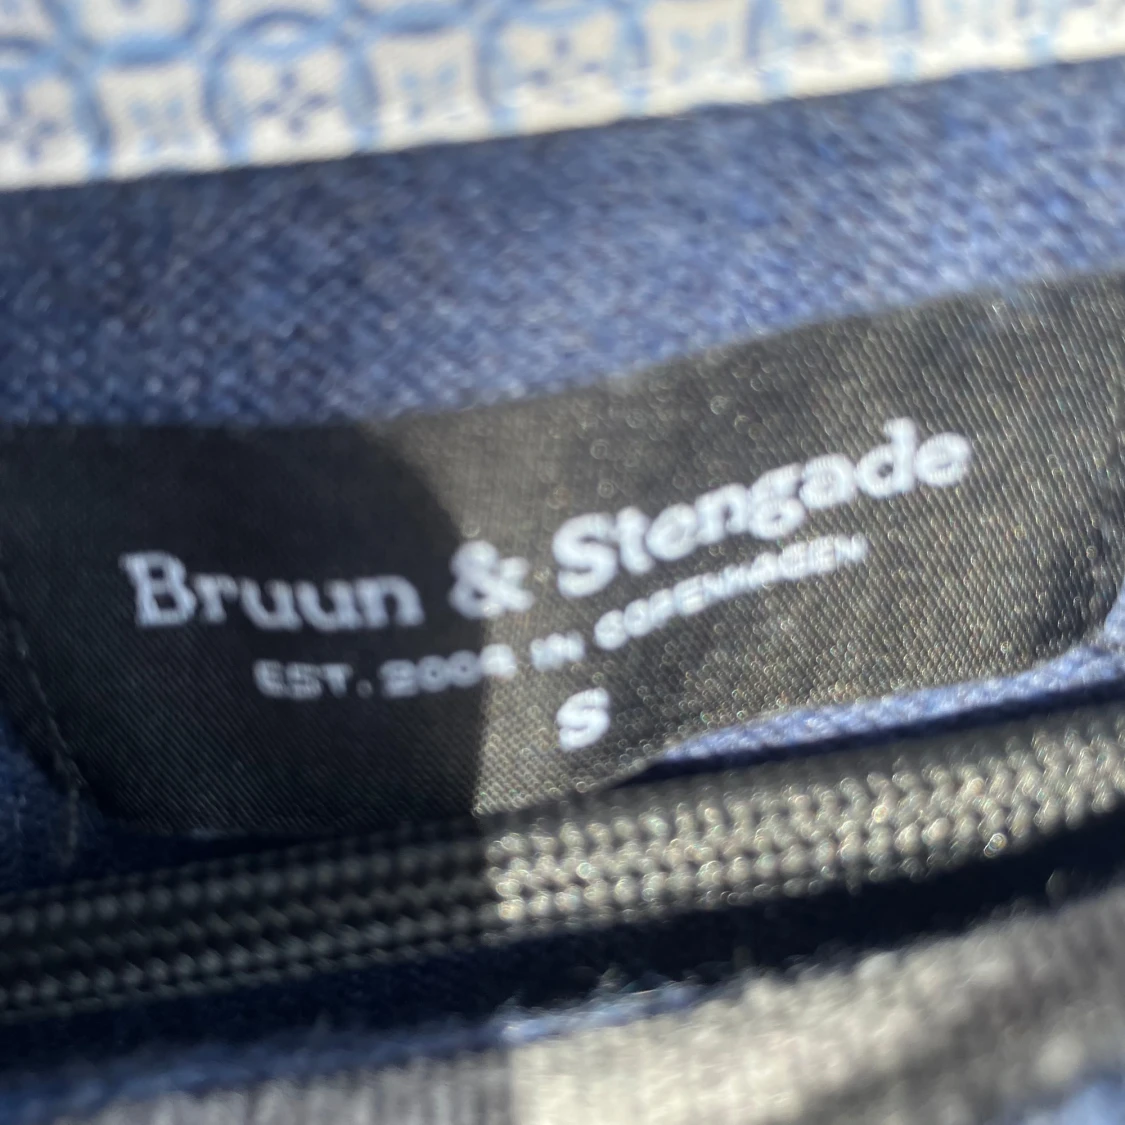 Bruun & Stengade
EST. 2004 IN COPENHAGEN
S